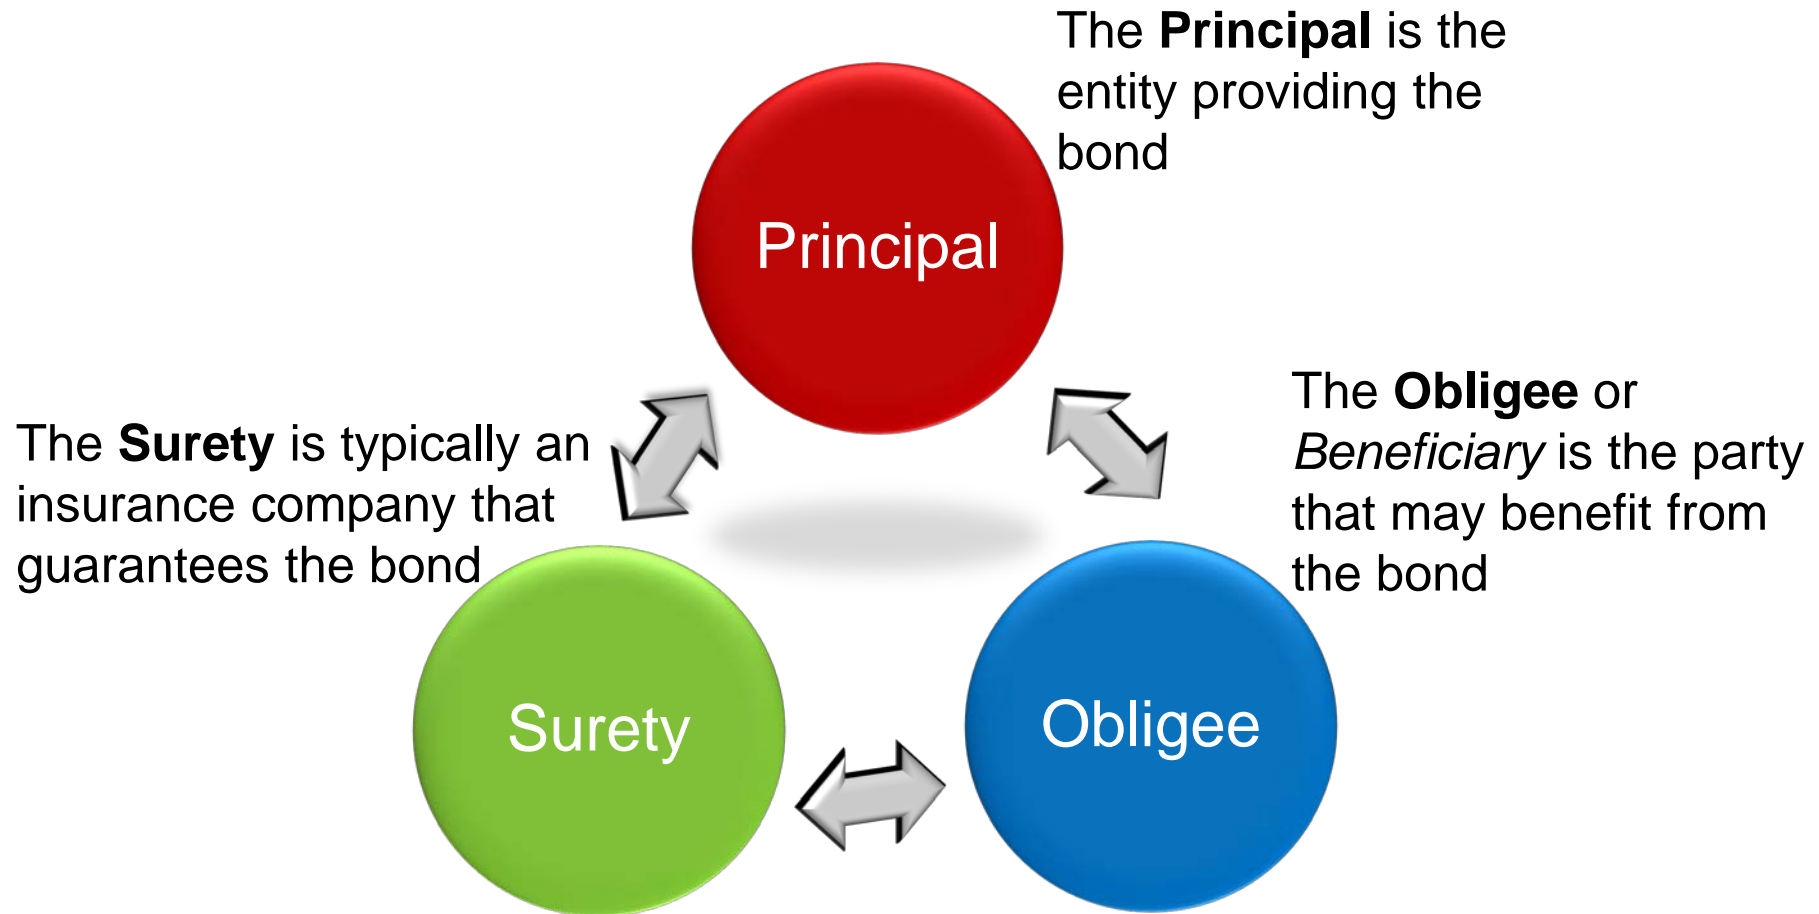 The Principal is the
entity providing the
bond
Principal
The Surety is typically an
insurance company that
guarantees the bond
The Obligee or
Beneficiary is the party
that may benefit from
the bond
Surety
Obligee